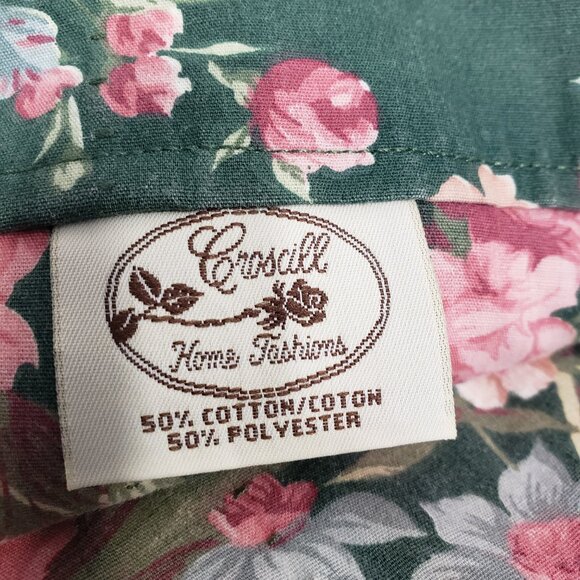 Croscill
Home Fashions
50% COTTON/COTON
50% POLYESTER